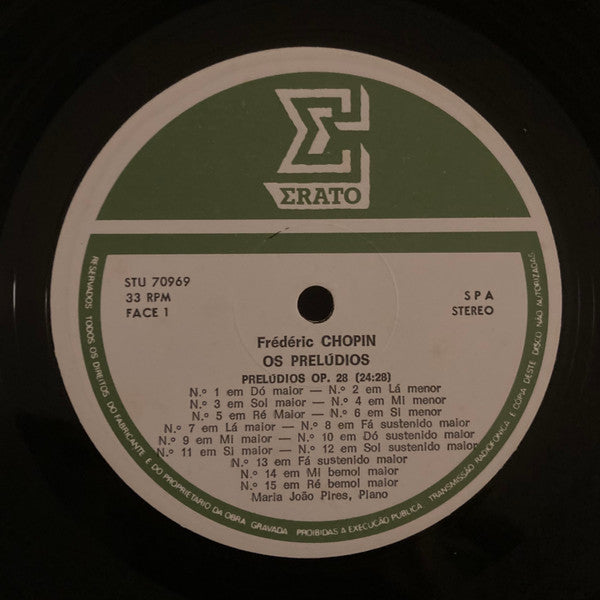 ΣRATO
STU 70969
33 RPM
FACE 1
SPA
STEREO
Frédéric CHOPIN
OS PRELÚDIOS
PRELÚDIOS OP. 28 (24:28)
N.º 1 em Dó maior — N.º 2 em Lá menor
N.º 3 em Sol maior — N.º 4 em Mi menor
N.º 5 em Ré Maior — N.º 6 em Si menor
N.º 7 em Lá maior — N.º 8 em Fá sustenido maior
N.º 9 em Mi maior — N.º 10 em Dó sustenido maior
N.º 11 em Si maior — N.º 12 em Sol sustenido maior
N.º 13 em Fá sustenido maior
N.º 14 em Mi bemol maior
N.º 15 em Ré bemol maior
Maria João Pires, Piano
RESERVADOS TODOS OS DIREITOS DO FABRICANTE E DO PROPRIETARIO DA OBRA GRAVADA PROIBIDAS A EXECUÇÃO PUBLICA, TRANSMISSÃO RADIOFONICA E COPIA DESTE DISCO NÃO AUTORIZADAS